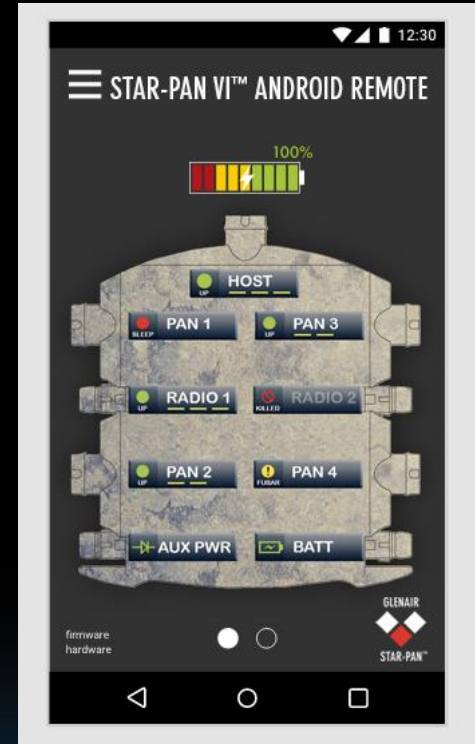 12:30
STAR-PAN VI™ ANDROID REMOTE
100%
HOST
UP
PAN 1
SLEEP
PAN 3
UP
RADIO 1
UP
RADIO 2
KILLED
PAN 2
UP
PAN 4
FUBAR
AUX PWR
BATT
firmware
hardware
GLENAIR
STAR-PAN™